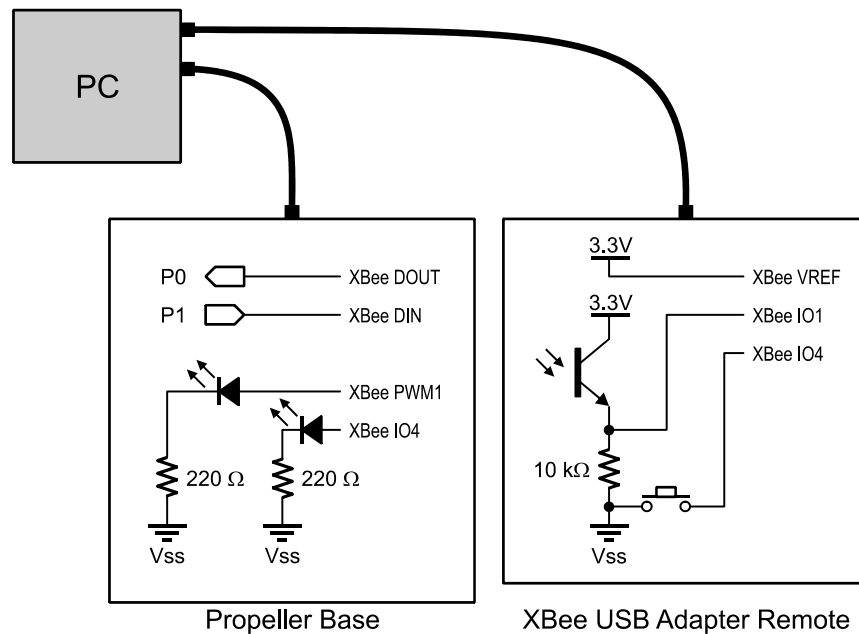 PC
P0
XBee DOUT
P1
XBee DIN
XBee PWM1
XBee IO4
220 Ω
220 Ω
Vss
Vss
Propeller Base
3.3V
XBee VREF
3.3V
XBee IO1
XBee IO4
10 kΩ
Vss
XBee USB Adapter Remote